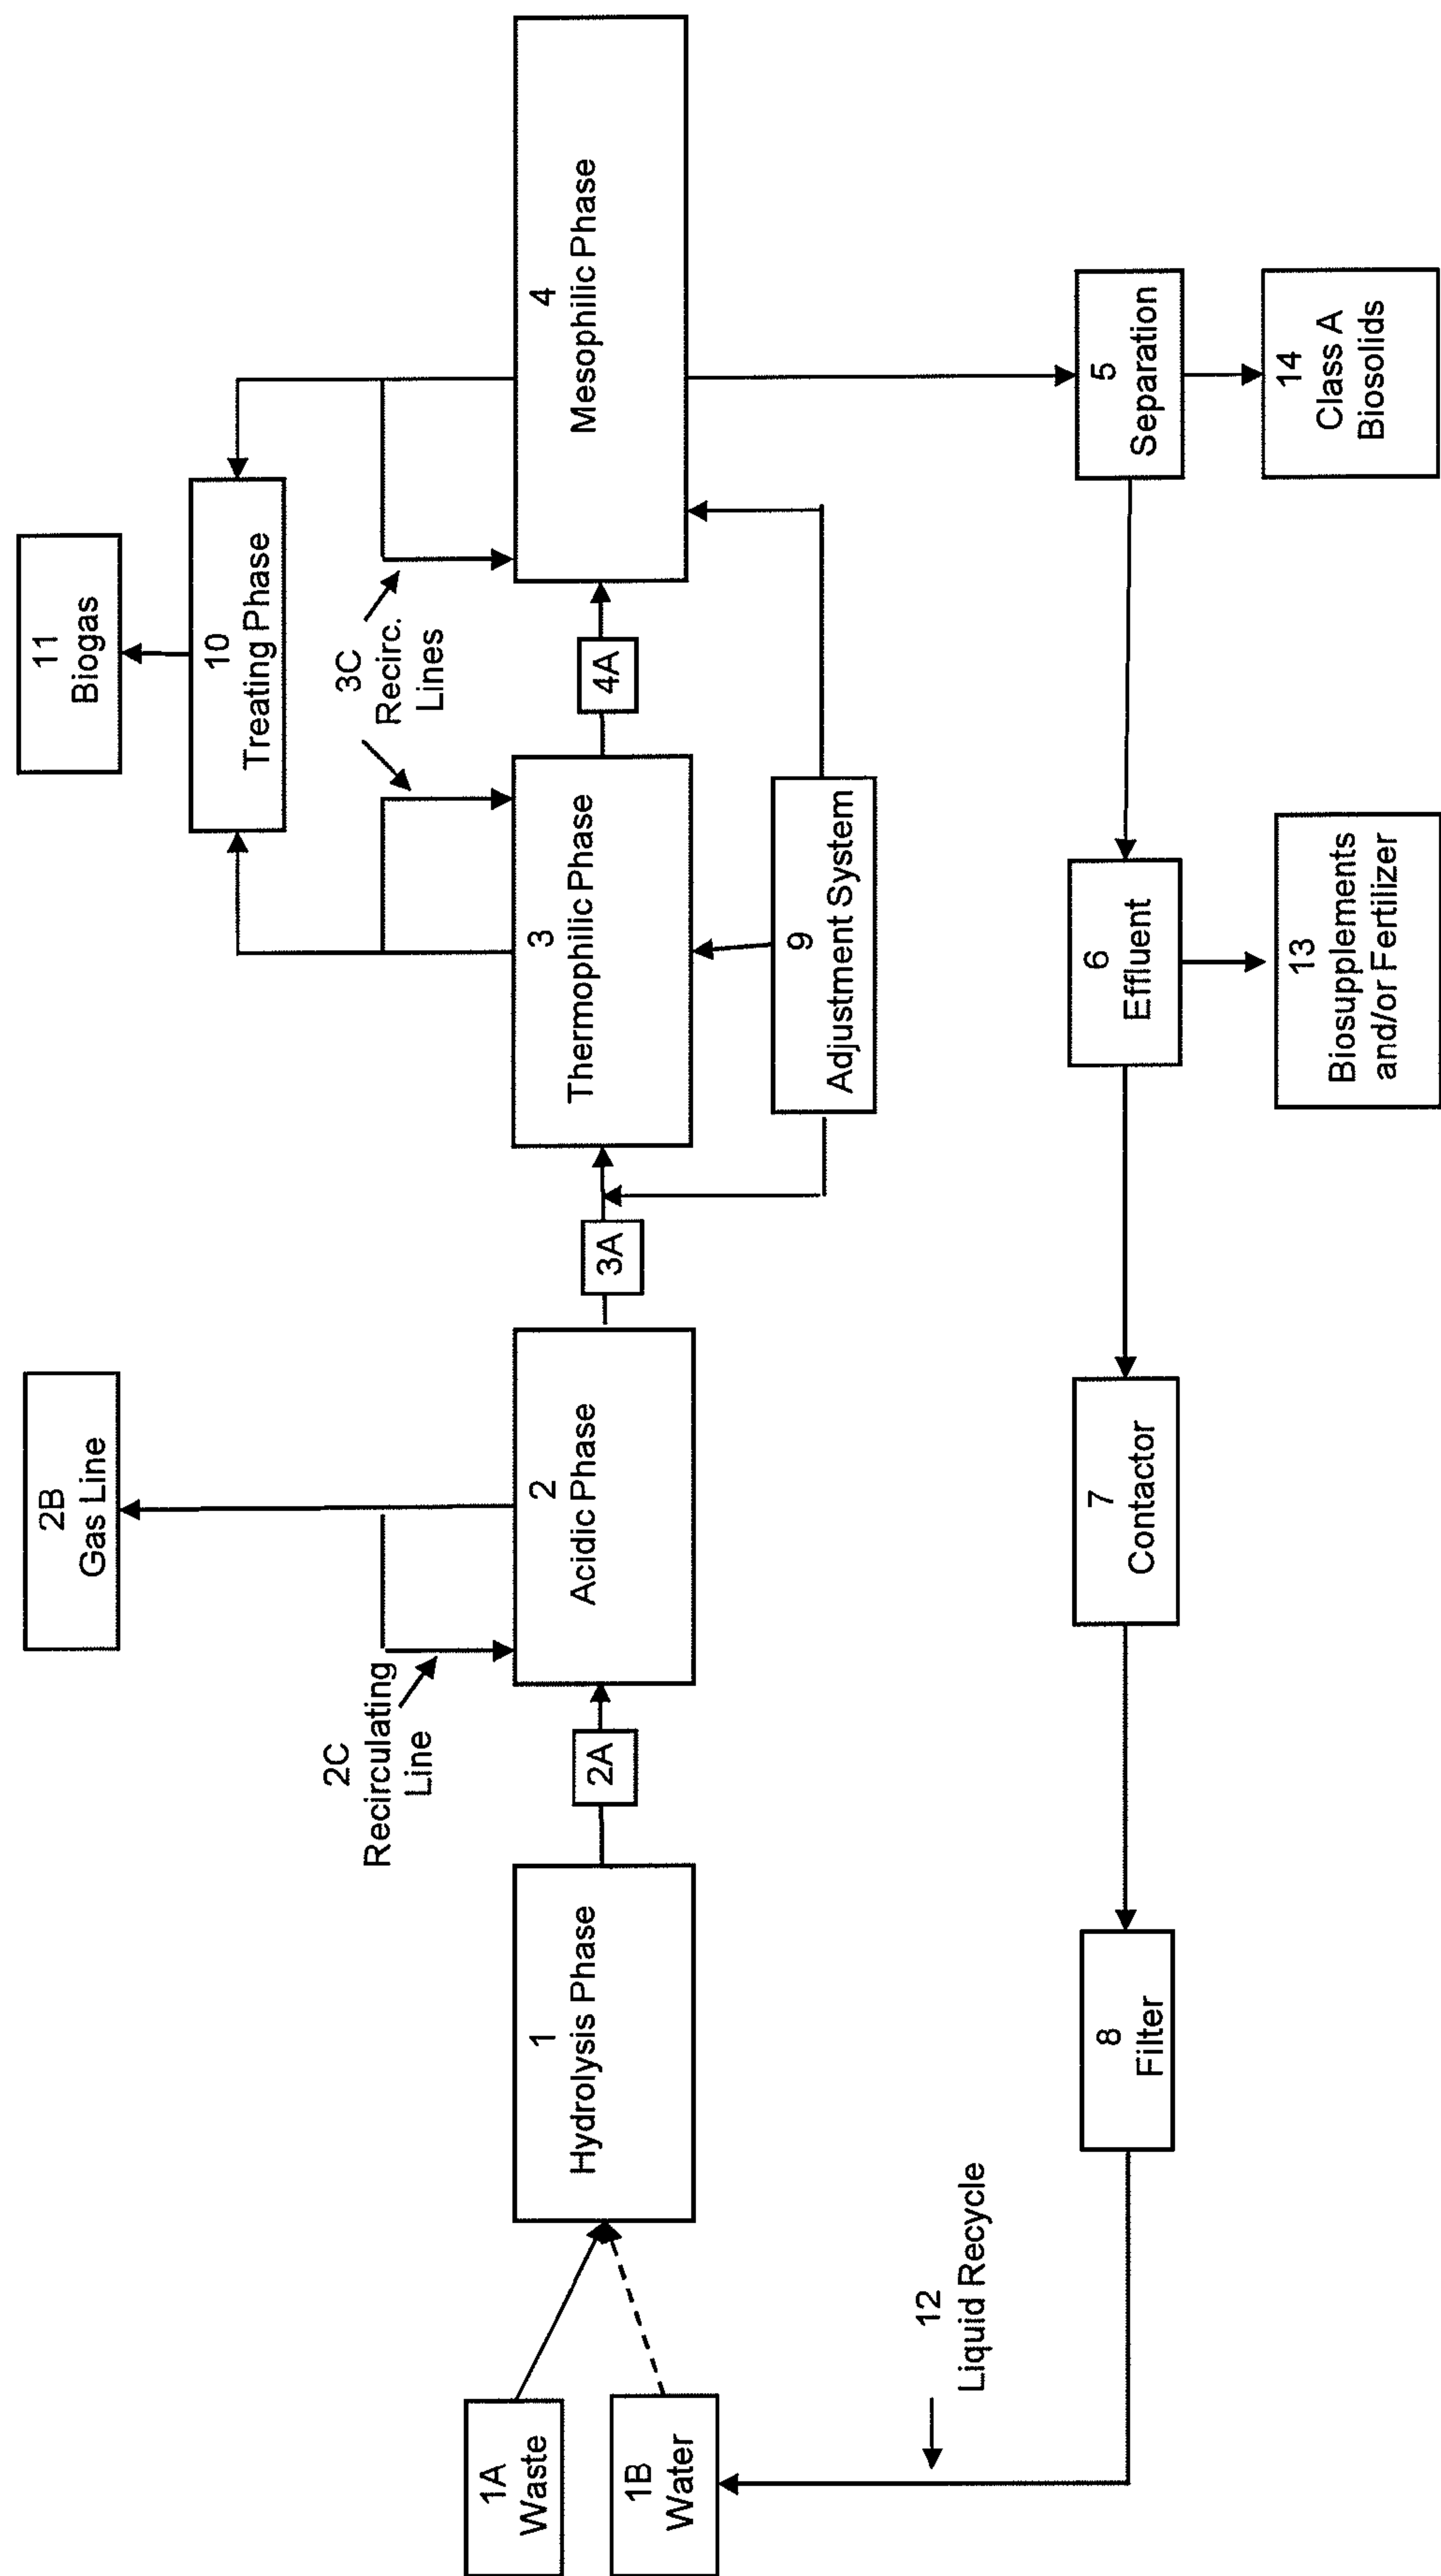 2B
Gas Line
11
Biogas
10
Treating Phase
2C
Recirculating
Line
3C
Recirc.
Lines
1A
Waste
1B
Water
1
Hydrolysis Phase
2A
2
Acidic Phase
3A
3
Thermophilic Phase
4A
4
Mesophilic Phase
9
Adjustment System
12
Liquid Recycle
8
Filter
7
Contactor
6
Effluent
5
Separation
13
Biosupplements
and/or Fertilizer
14
Class A
Biosolids